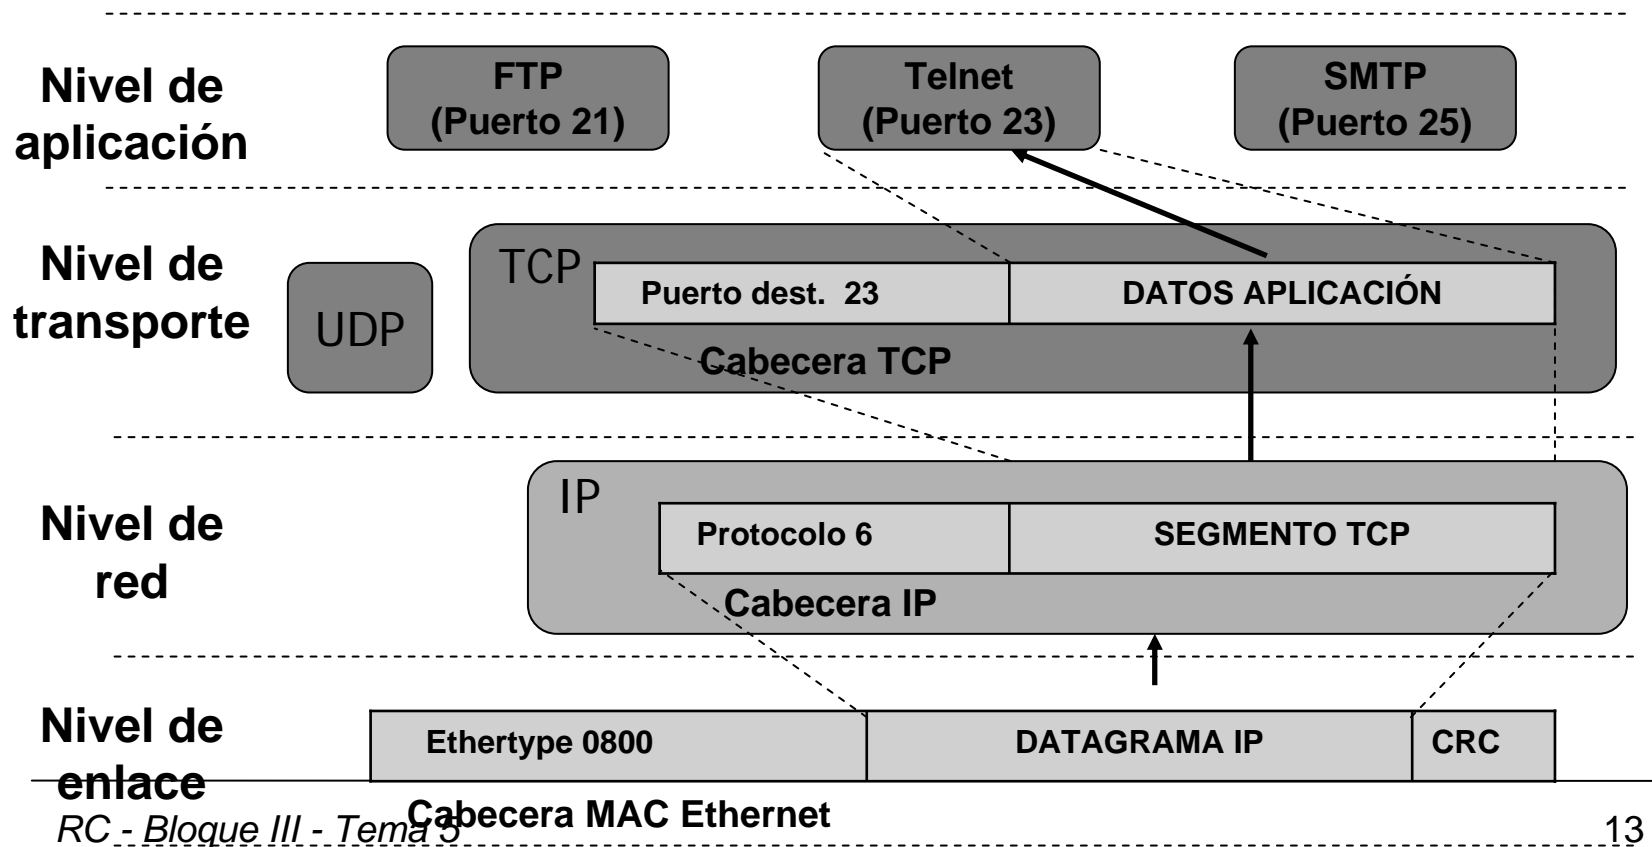 Nivel de
aplicación
FTP
(Puerto 21)
Telnet
(Puerto 23)
SMTP
(Puerto 25)
Nivel de
transporte
UDP
TCP
Puerto dest. 23
DATOS APLICACIÓN
Cabecera TCP
Nivel de
red
IP
Protocolo 6
SEGMENTO TCP
Cabecera IP
Nivel de
enlace
Ethertype 0800
DATAGRAMA IP
CRC
Cabecera MAC Ethernet
RC - Bloque III - Tema 5
13